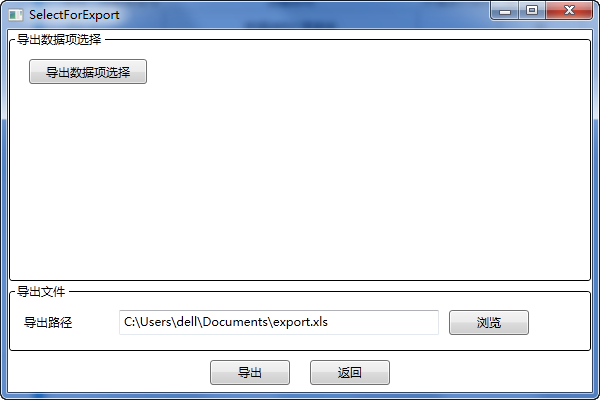 SelectForExport
导出数据项选择
导出数据项选择
导出文件
导出路径 C:\Users\dell\Documents\export.xls 浏览
导出 返回